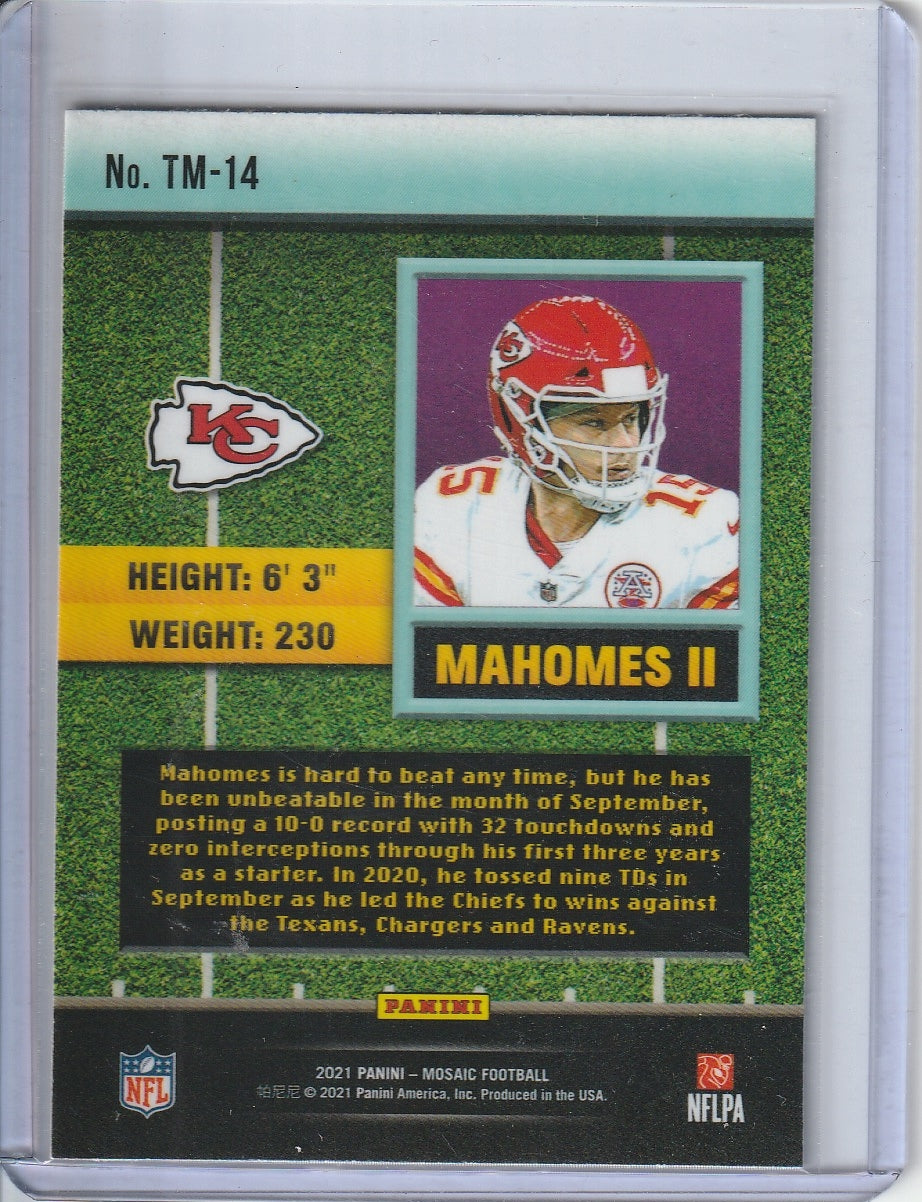 No. TM-14
KC
KC
15
15
HEIGHT: 6' 3"
WEIGHT: 230
MAHOMES II
Mahomes is hard to beat any time, but he has
been unbeatable in the month of September,
posting a 10-0 record with 32 touchdowns and
zero interceptions through his first three years
as a starter. In 2020, he tossed nine TDs in
September as he led the Chiefs to wins against
the Texans, Chargers and Ravens.
PANINI
NFL
2021 PANINI – MOSAIC FOOTBALL
帕尼尼 © 2021 Panini America, Inc. Produced in the USA.
NFLPA